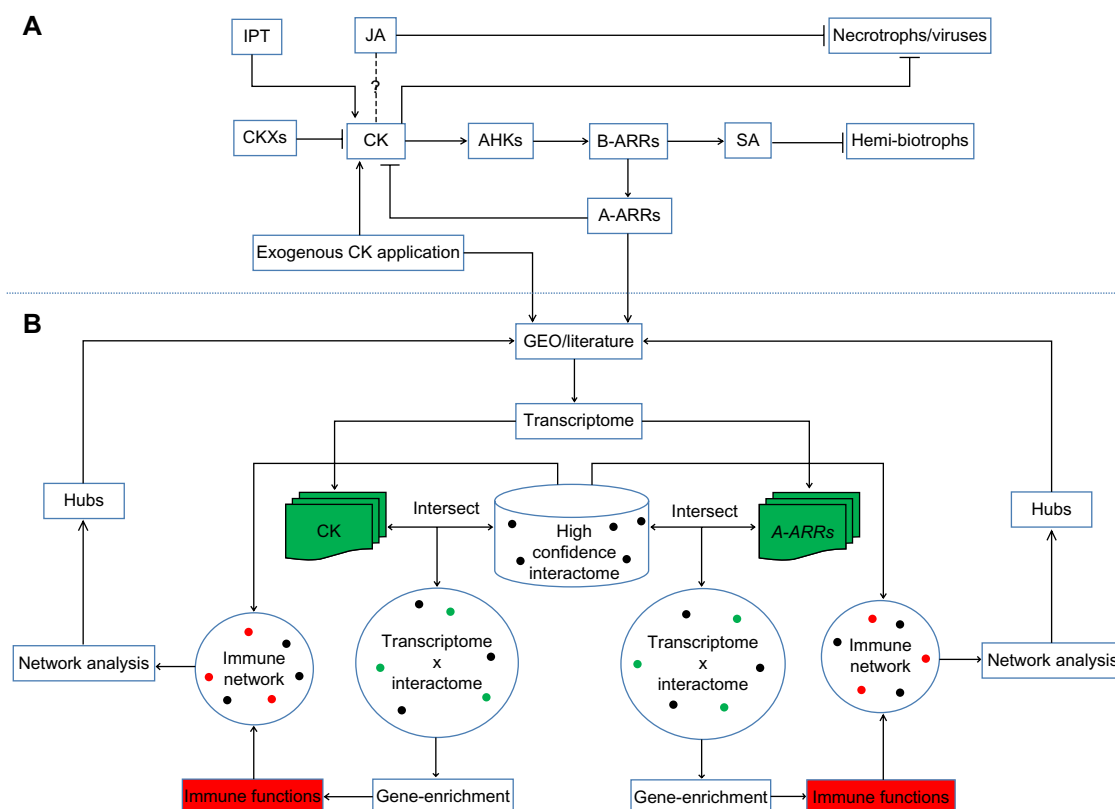 A
IPT
JA
Necrotrophs/viruses
?
CKXs
CK
AHKs
B-ARRs
SA
Hemi-biotrophs
A-ARRs
Exogenous CK application
B
GEO/literature
Transcriptome
Hubs
CK
Intersect
High
confidence
interactome
Intersect
A-ARRs
Hubs
Network analysis
Immune
network
Transcriptome
x
interactome
Transcriptome
x
interactome
Immune
network
Network analysis
Immune functions
Gene-enrichment
Gene-enrichment
Immune functions